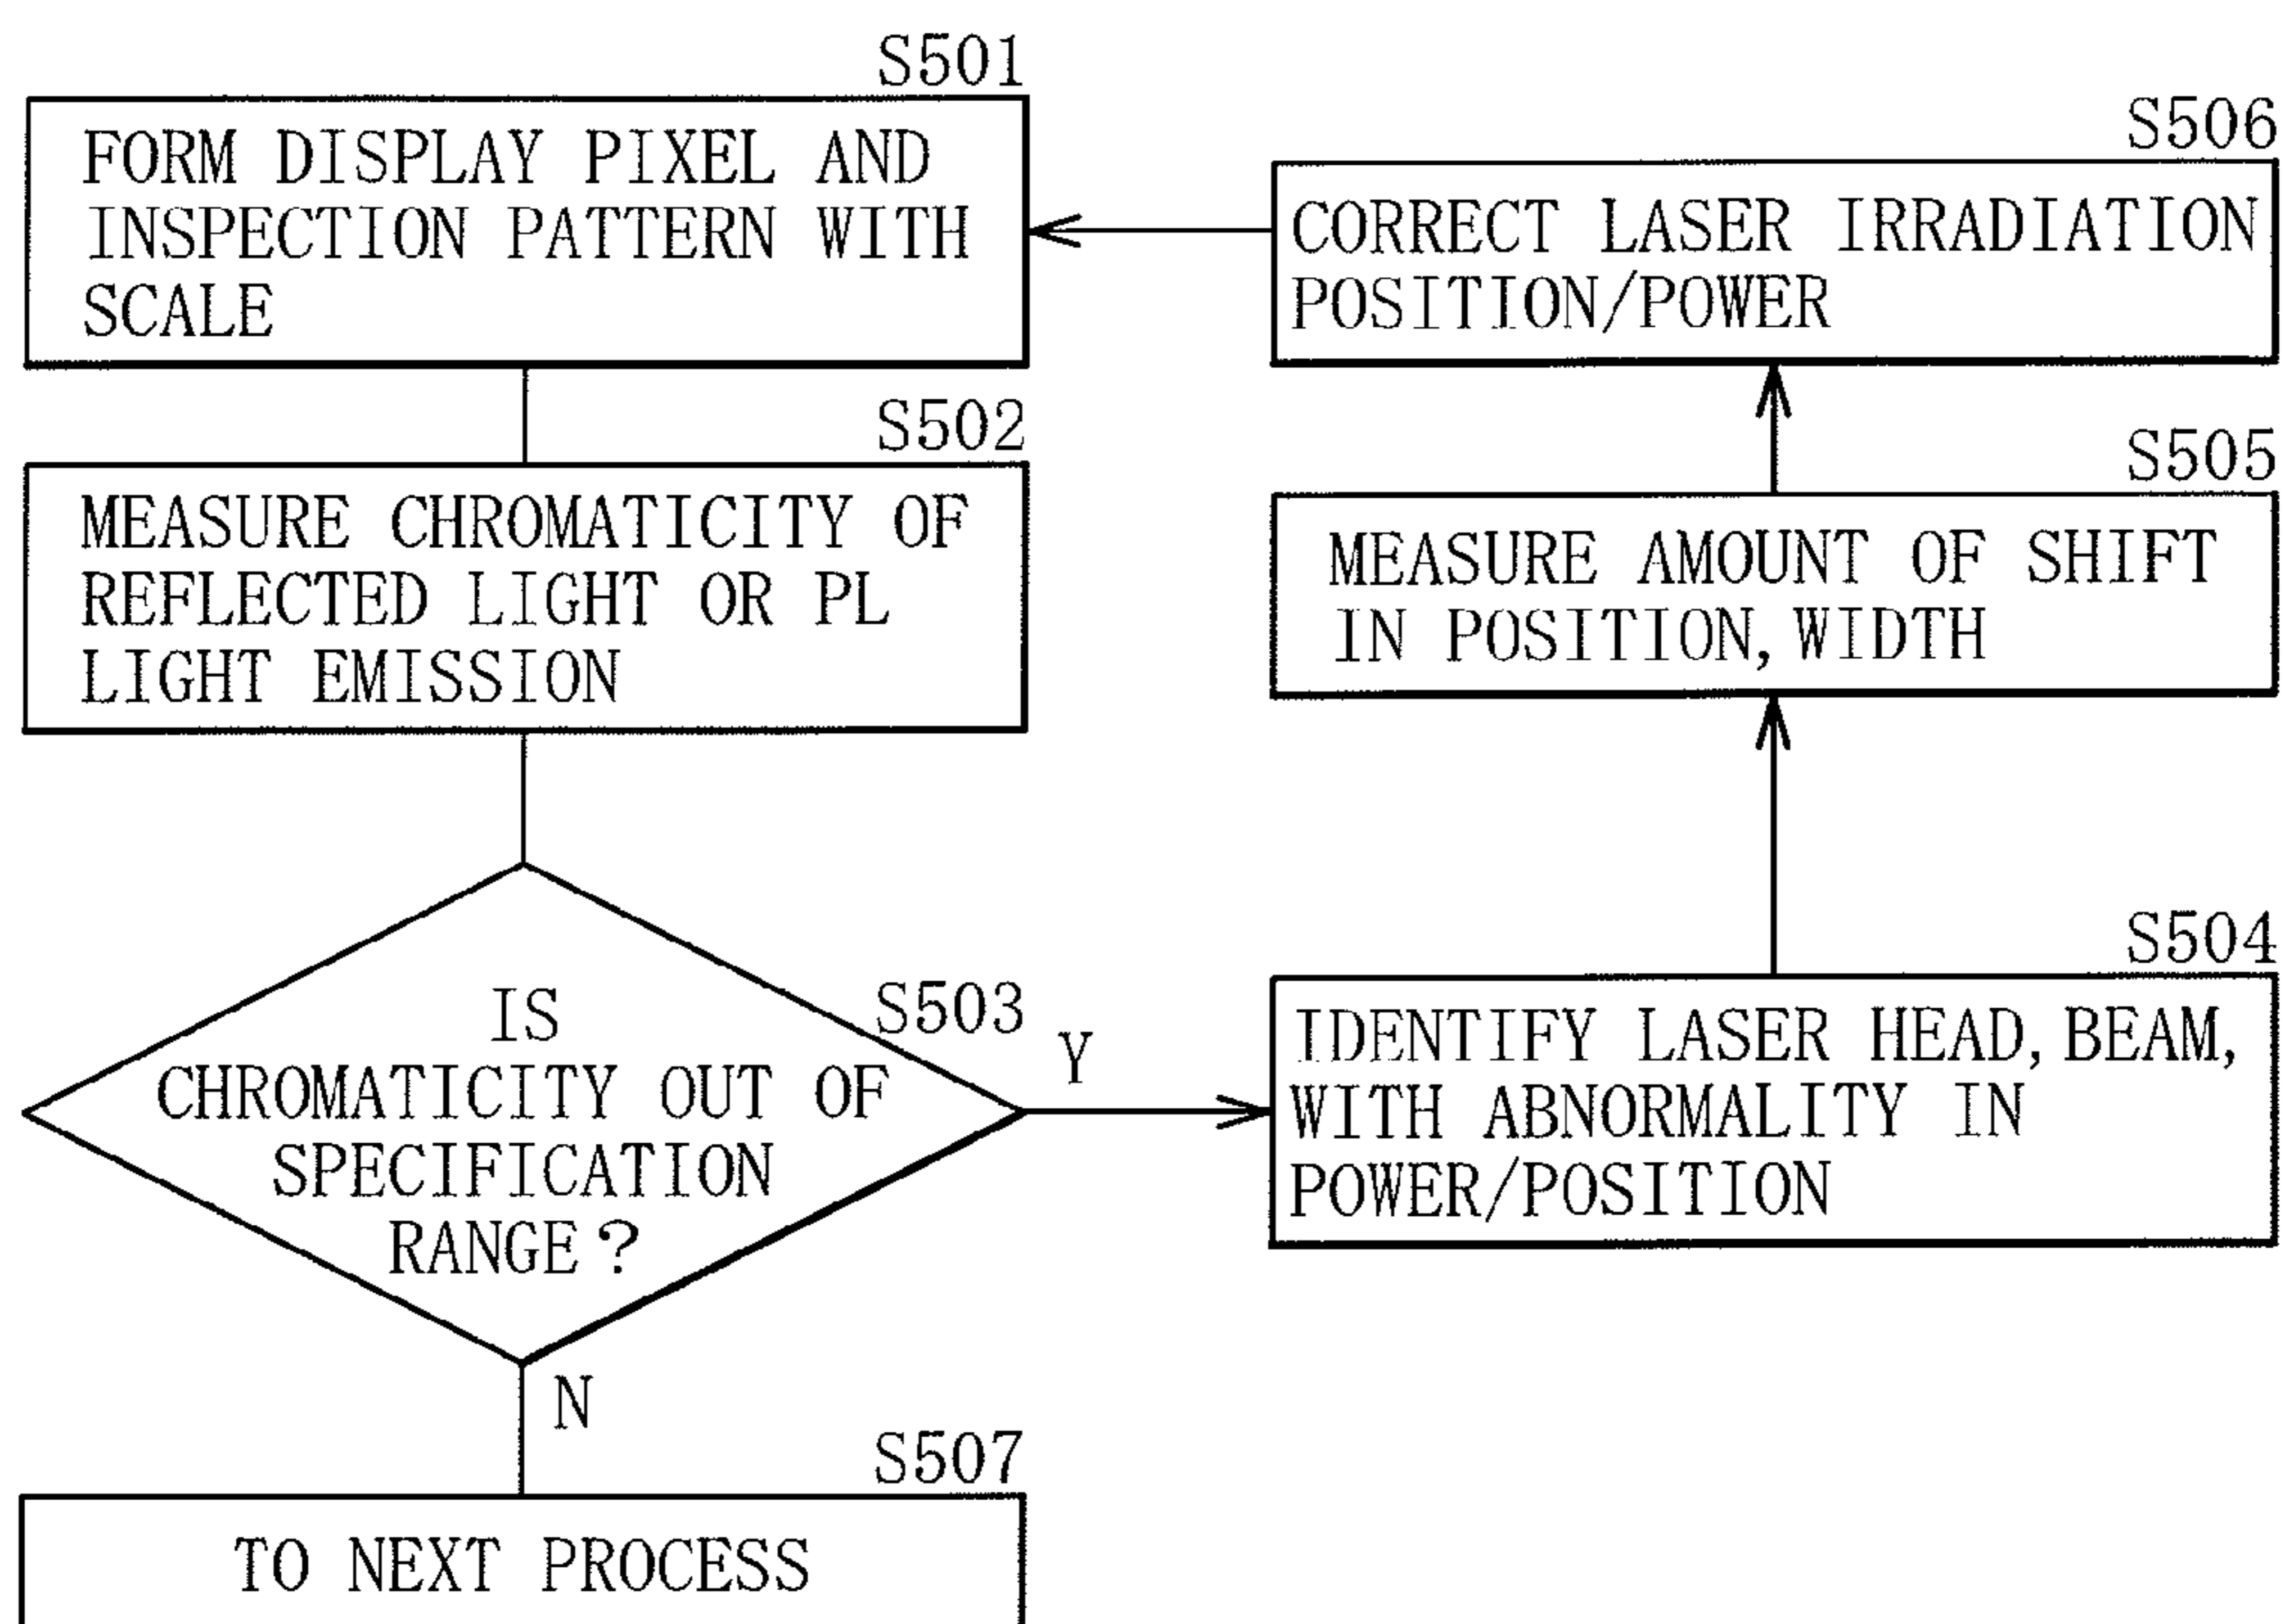 S501
FORM DISPLAY PIXEL AND
INSPECTION PATTERN WITH
SCALE
S502
MEASURE CHROMATICITY OF
REFLECTED LIGHT OR PL
LIGHT EMISSION
S503
IS
CHROMATICITY OUT OF
SPECIFICATION
RANGE?
Y
N
S504
IDENTIFY LASER HEAD, BEAM,
WITH ABNORMALITY IN
POWER/POSITION
S505
MEASURE AMOUNT OF SHIFT
IN POSITION, WIDTH
S506
CORRECT LASER IRRADIATION
POSITION/POWER
S507
TO NEXT PROCESS